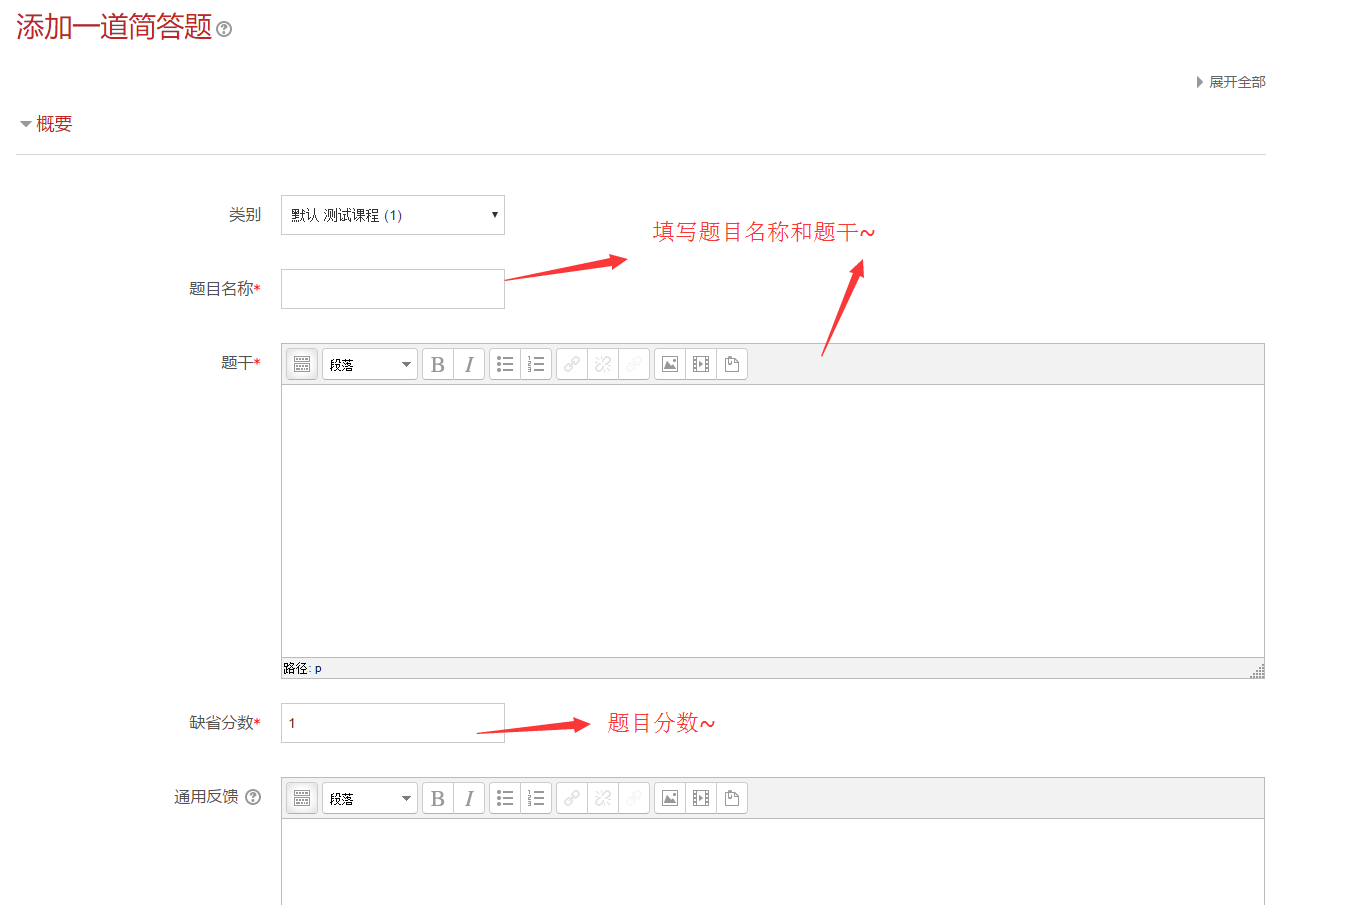 添加一道简答题
展开全部
概要
类别 默认 测试课程 (1)
填写题目名称和题干~
题目名称*
题干* 段落 B I
路径: p
缺省分数* 1 题目分数~
通用反馈 段落 B I